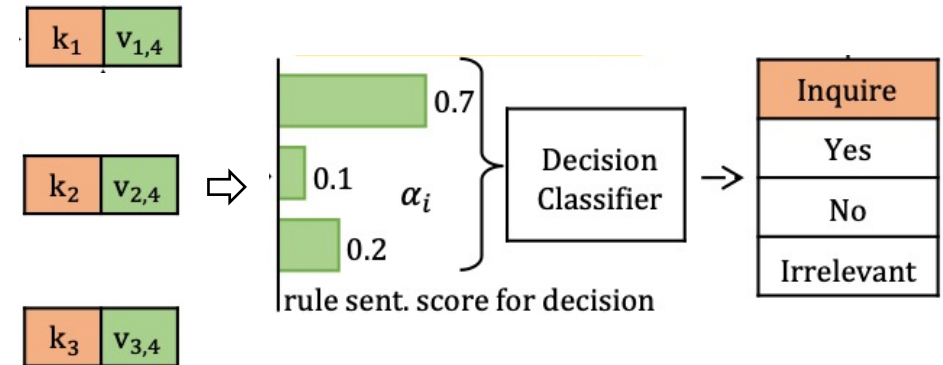 k₁ v₁,₄
k₂ v₂,₄
k₃ v₃,₄
0.7
0.1
αᵢ
0.2
rule sent. score for decision
Decision
Classifier
Inquire
Yes
No
Irrelevant